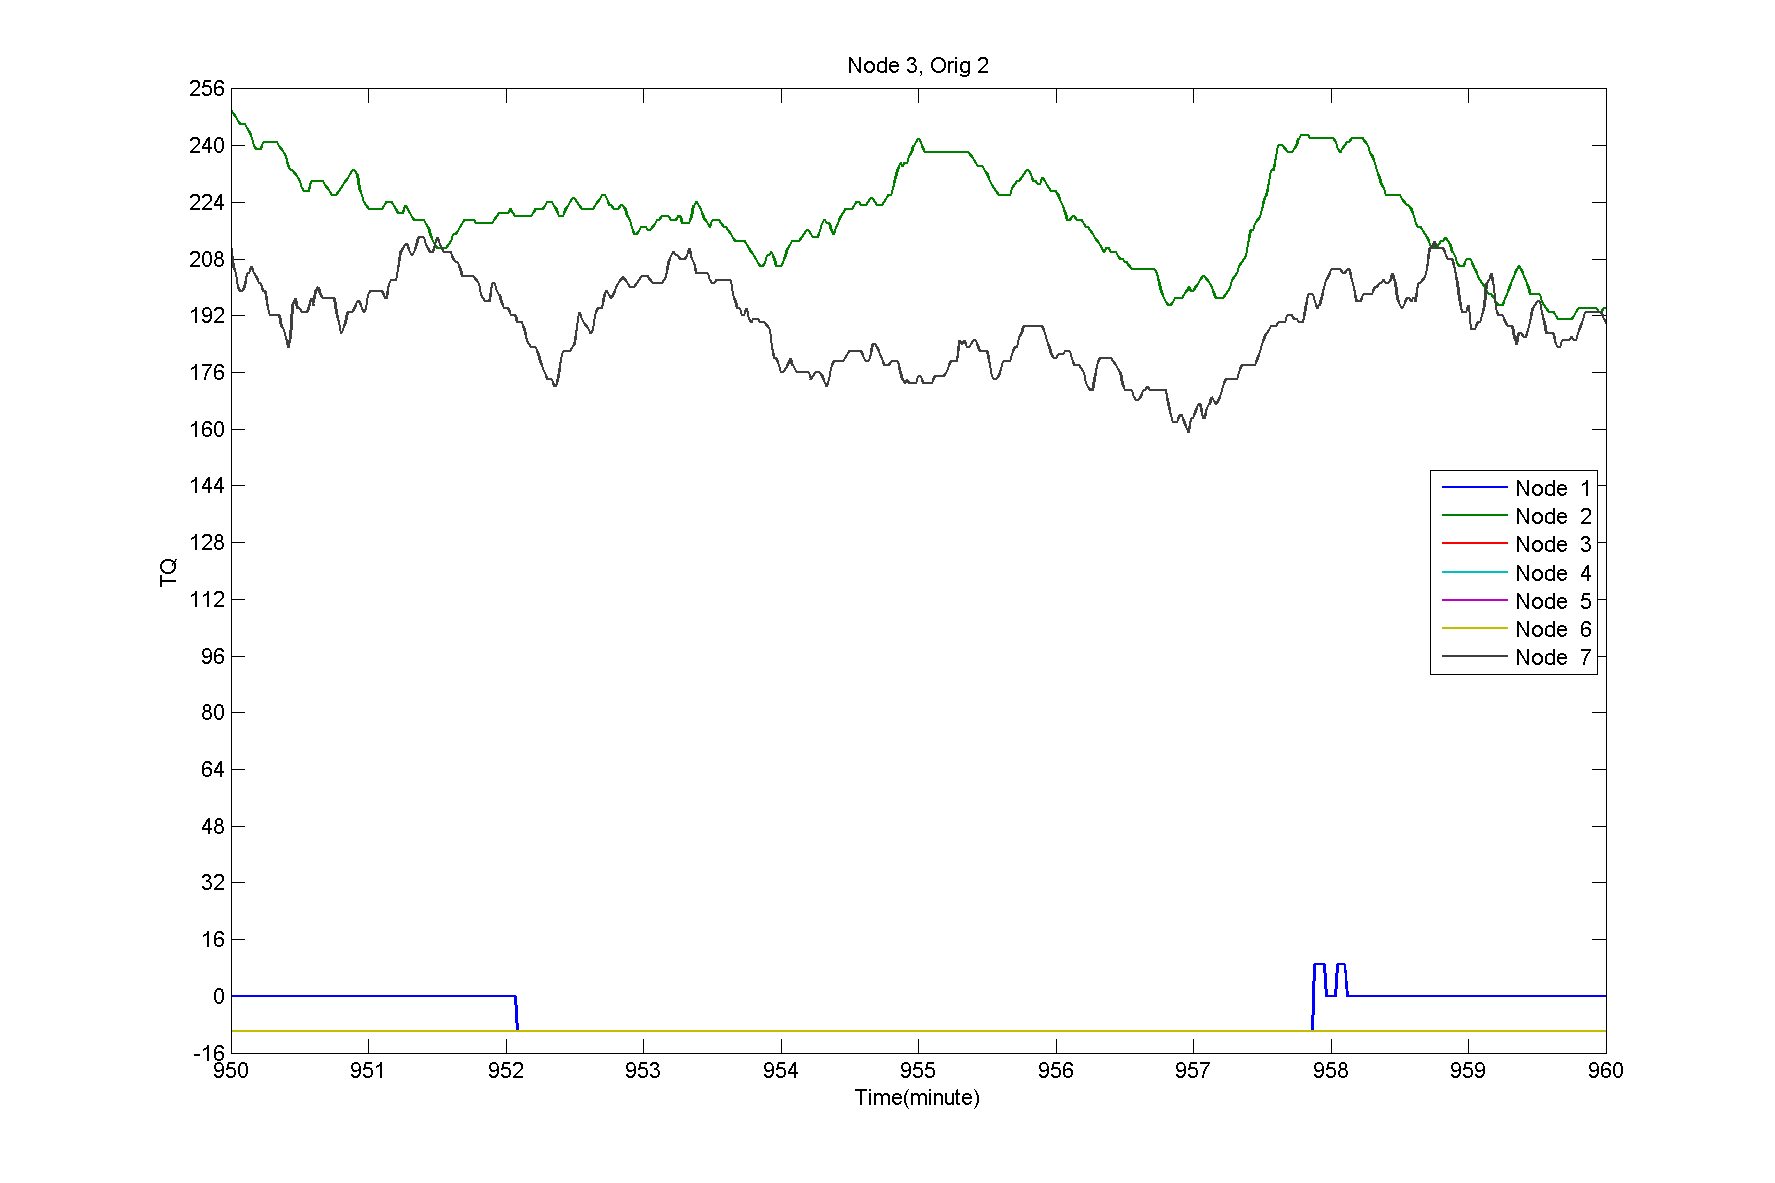 Node 3, Orig 2
256
240
224
208
192
176
160
144
128
112
96
80
64
48
32
16
0
-16
TQ
Node 1
Node 2
Node 3
Node 4
Node 5
Node 6
Node 7
950 951 952 953 954 955 956 957 958 959 960
Time(minute)